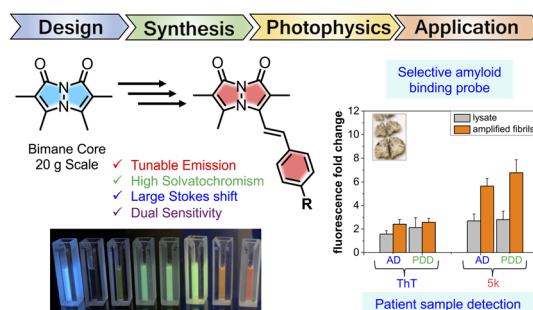 Design
Synthesis
Photophysics
Application
O
O
N
N
Bimane Core
20 g Scale
O
O
N
N
R
✓ Tunable Emission
✓ High Solvatochromism
✓ Large Stokes shift
✓ Dual Sensitivity
Selective amyloid
binding probe
fluorescence fold change
12
10
8
6
4
2
0
lysate
amplified fibrils
AD
PDD
AD
PDD
ThT
5k
Patient sample detection